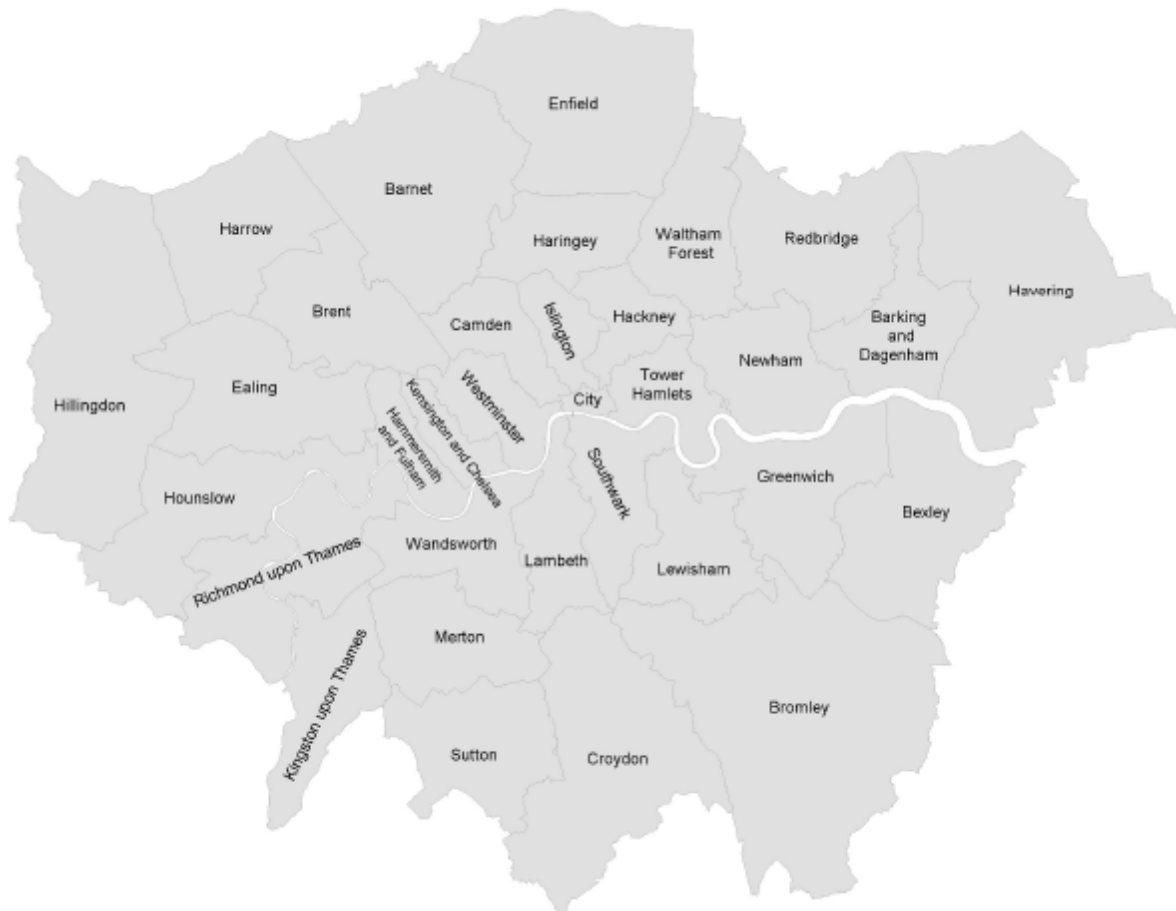 Enfield
Barnet
Harrow
Haringey
Waltham
Forest
Redbridge
Havering
Brent
Camden
Islington
Hackney
Barking
and
Dagenham
Newham
Hillingdon
Ealing
Tower
Hamlets
City
Westminster
Kensington and Chelsea
Hammersmith
and Fulham
Hounslow
Southwark
Greenwich
Bexley
Wandsworth
Lambeth
Lewisham
Richmond upon Thames
Merton
Kingston upon Thames
Bromley
Sutton
Croydon